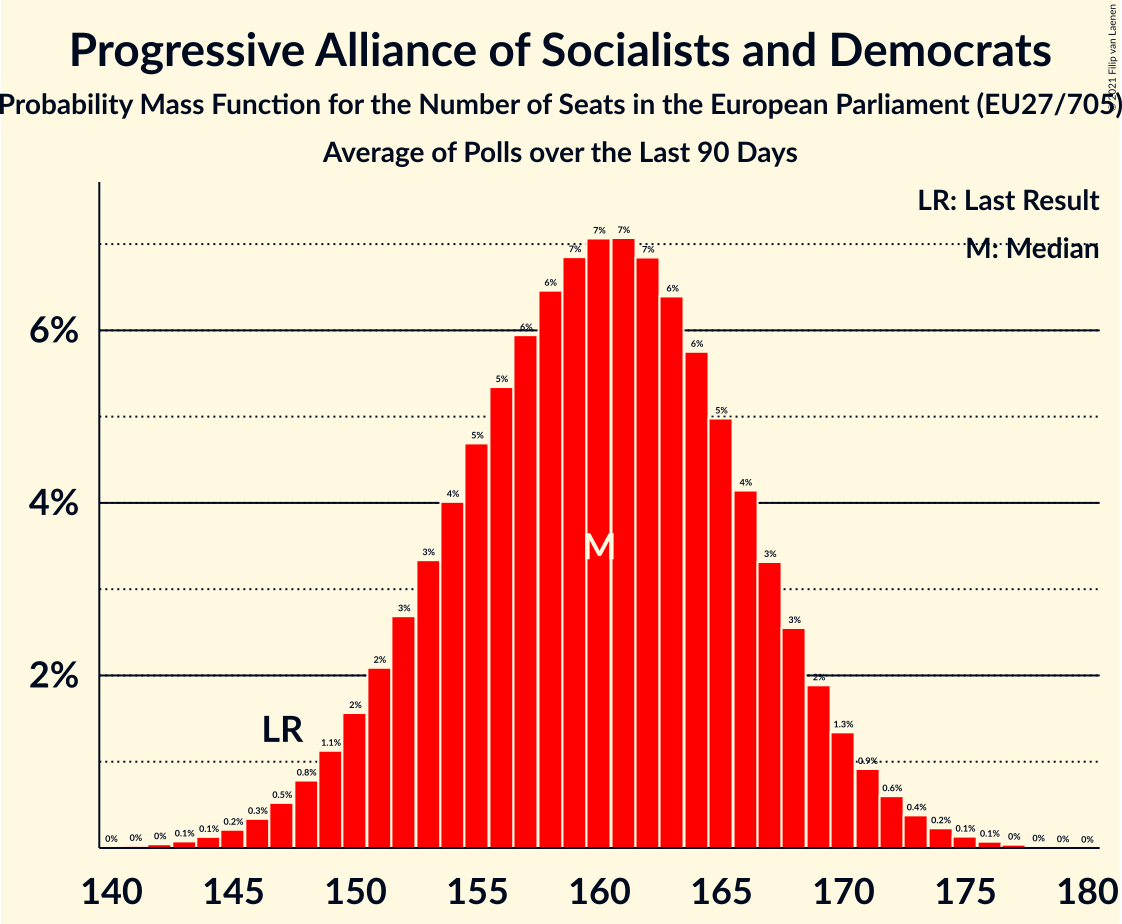 Progressive Alliance of Socialists and Democrats
Probability Mass Function for the Number of Seats in the European Parliament (EU27/705)
Average of Polls over the Last 90 Days
© 2021 Filip van Laenen
LR: Last Result
M: Median
6%
4%
2%
0% 0% 0% 0.1% 0.1% 0.2% 0.3% 0.5% 0.8% 1.1% 2% 2% 3% 3% 4% 5% 5% 6% 6% 7% 7% 7% 7% 6% 6% 5% 4% 3% 3% 2% 1.3% 0.9% 0.6% 0.4% 0.2% 0.1% 0.1% 0% 0% 0% 0%
LR
M
140 145 150 155 160 165 170 175 180